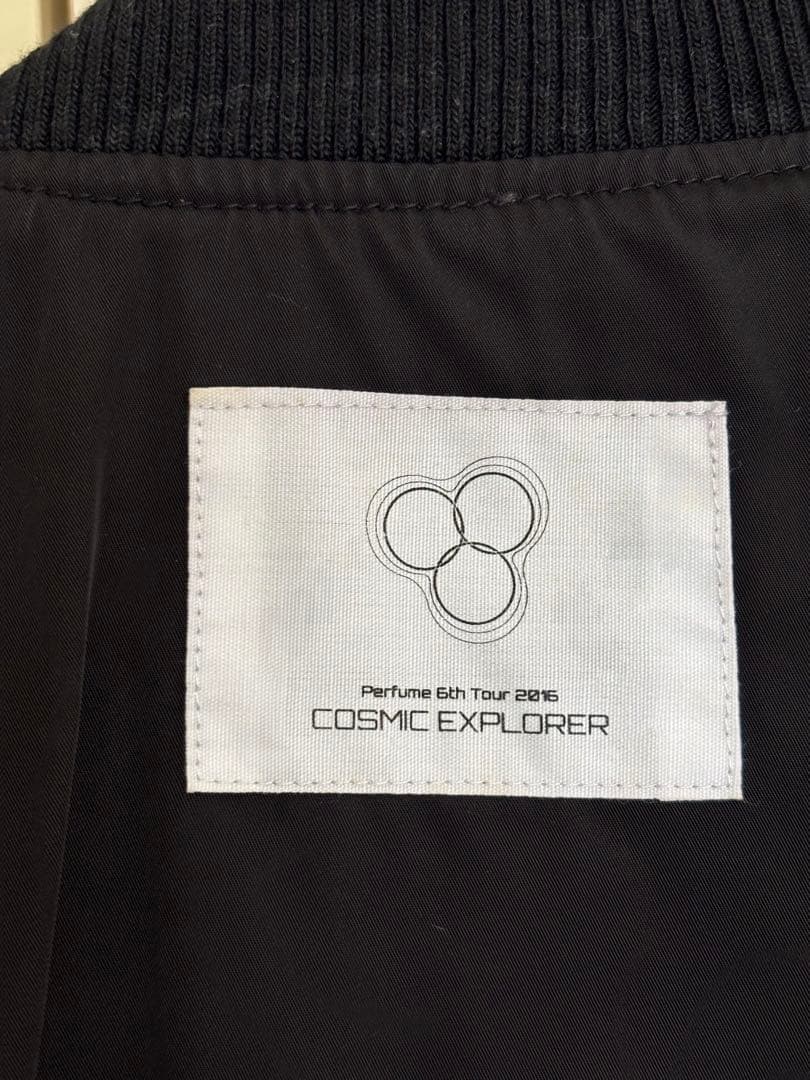 Perfume 6th Tour 2016
COSMIC EXPLORER